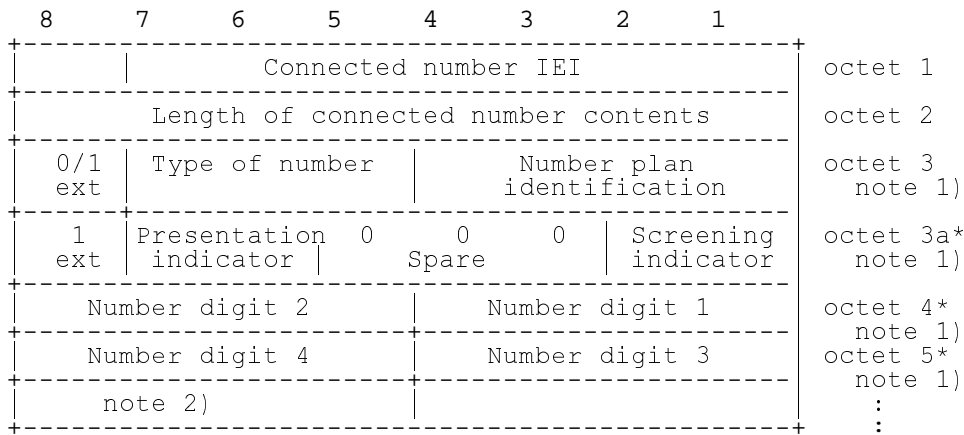 8 7 6 5 4 3 2 1
Connected number IEI octet 1
Length of connected number contents octet 2
0/1 Type of number Number plan octet 3
ext identification note 1)
1 Presentation 0 0 0 Screening octet 3a*
ext indicator Spare indicator note 1)
Number digit 2 Number digit 1 octet 4*
note 1)
Number digit 4 Number digit 3 octet 5*
note 1)
note 2) :
: